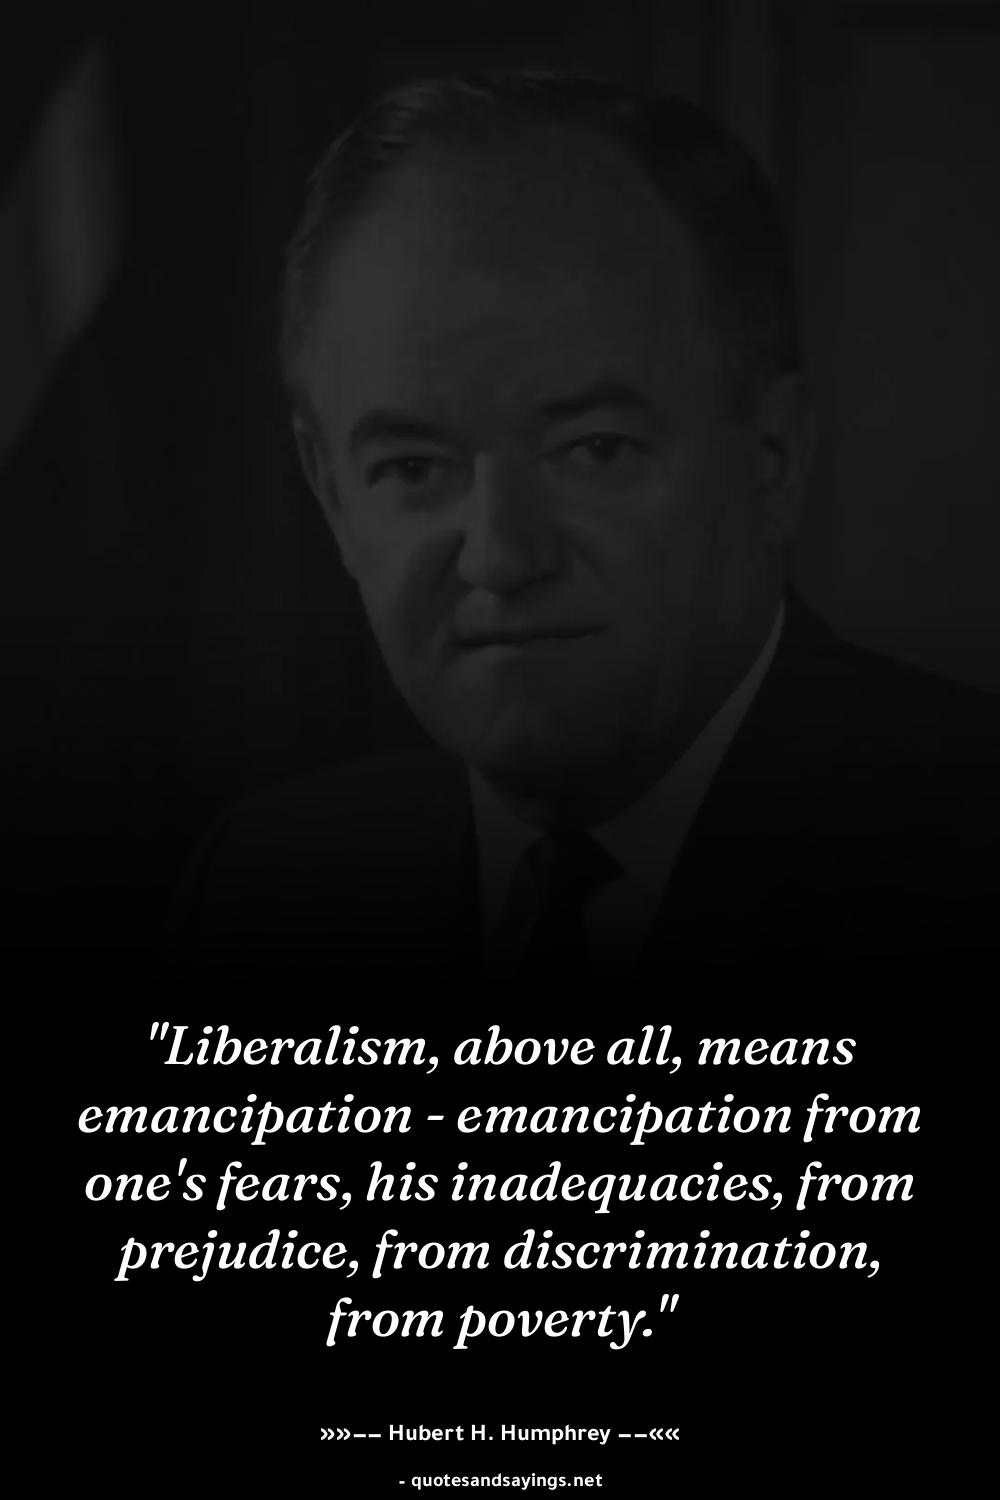 "Liberalism, above all, means
emancipation - emancipation from
one's fears, his inadequacies, from
prejudice, from discrimination,
from poverty."
»»–– Hubert H. Humphrey ––««
- quotesandsayings.net